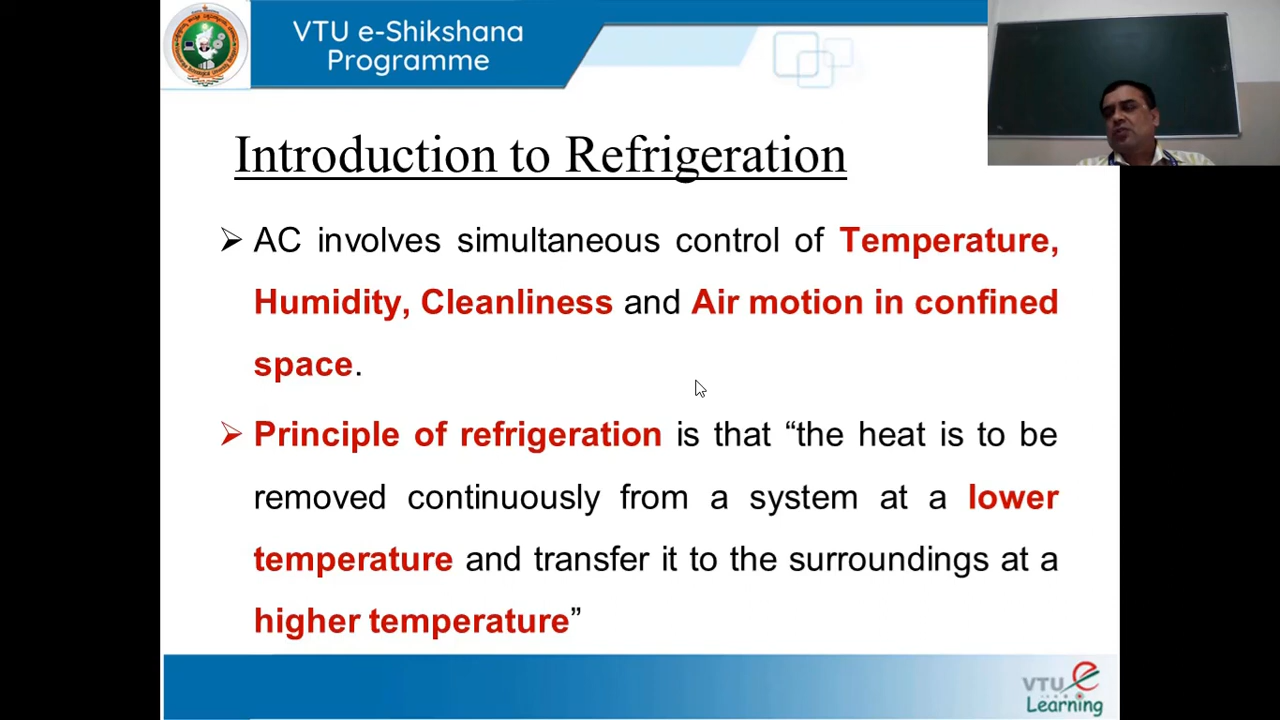 VTU e-Shikshana
Programme
Introduction to Refrigeration
➢ AC involves simultaneous control of Temperature,
Humidity, Cleanliness and Air motion in confined
space.
➢ Principle of refrigeration is that “the heat is to be
removed continuously from a system at a lower
temperature and transfer it to the surroundings at a
higher temperature”
VTU e
Learning